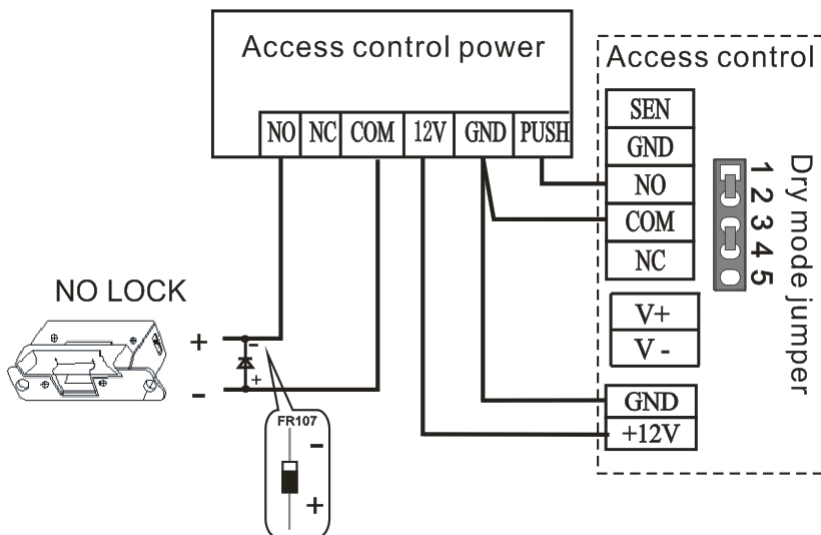 Access control power
NO NC COM 12V GND PUSH
Access control
SEN
GND
NO
COM
NC
V+
V -
GND
+12V
1 2 3 4 5
Dry mode jumper
NO LOCK
+
-
-
+
FR107
-
+